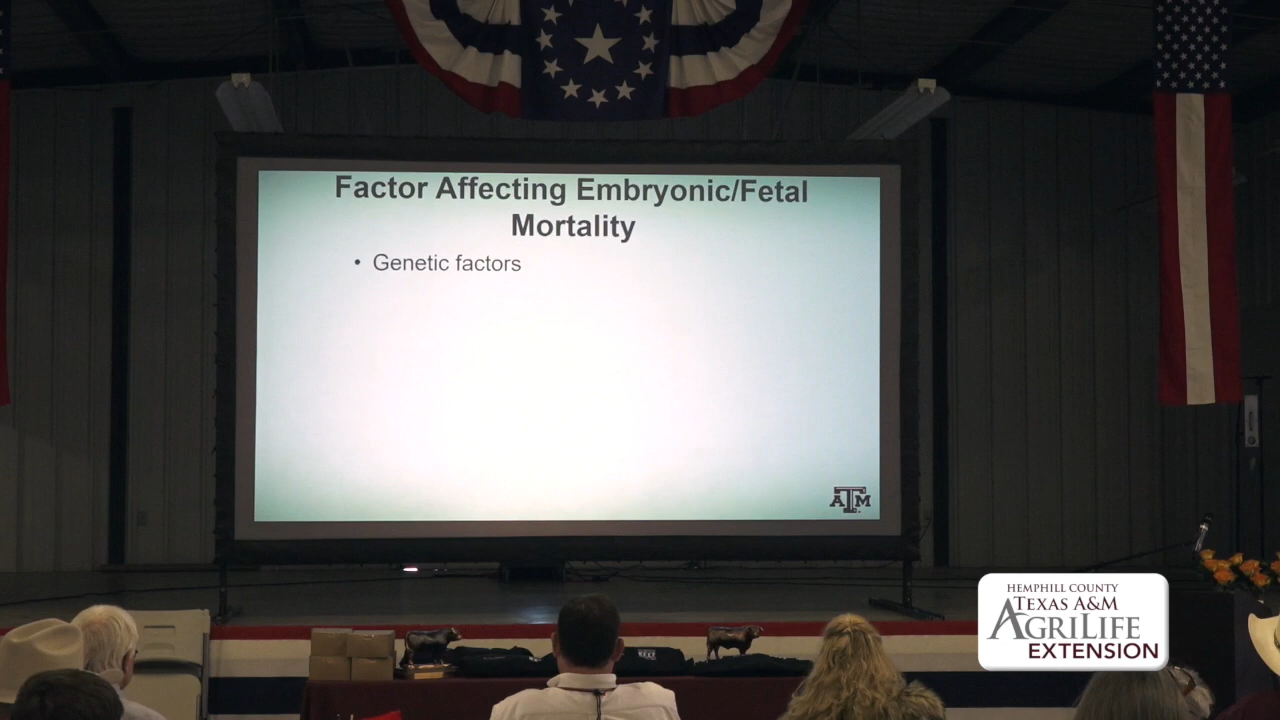 Factor Affecting Embryonic/Fetal
Mortality
• Genetic factors
ATM
HEMPHILL COUNTY
TEXAS A&M
AGRILIFE
EXTENSION